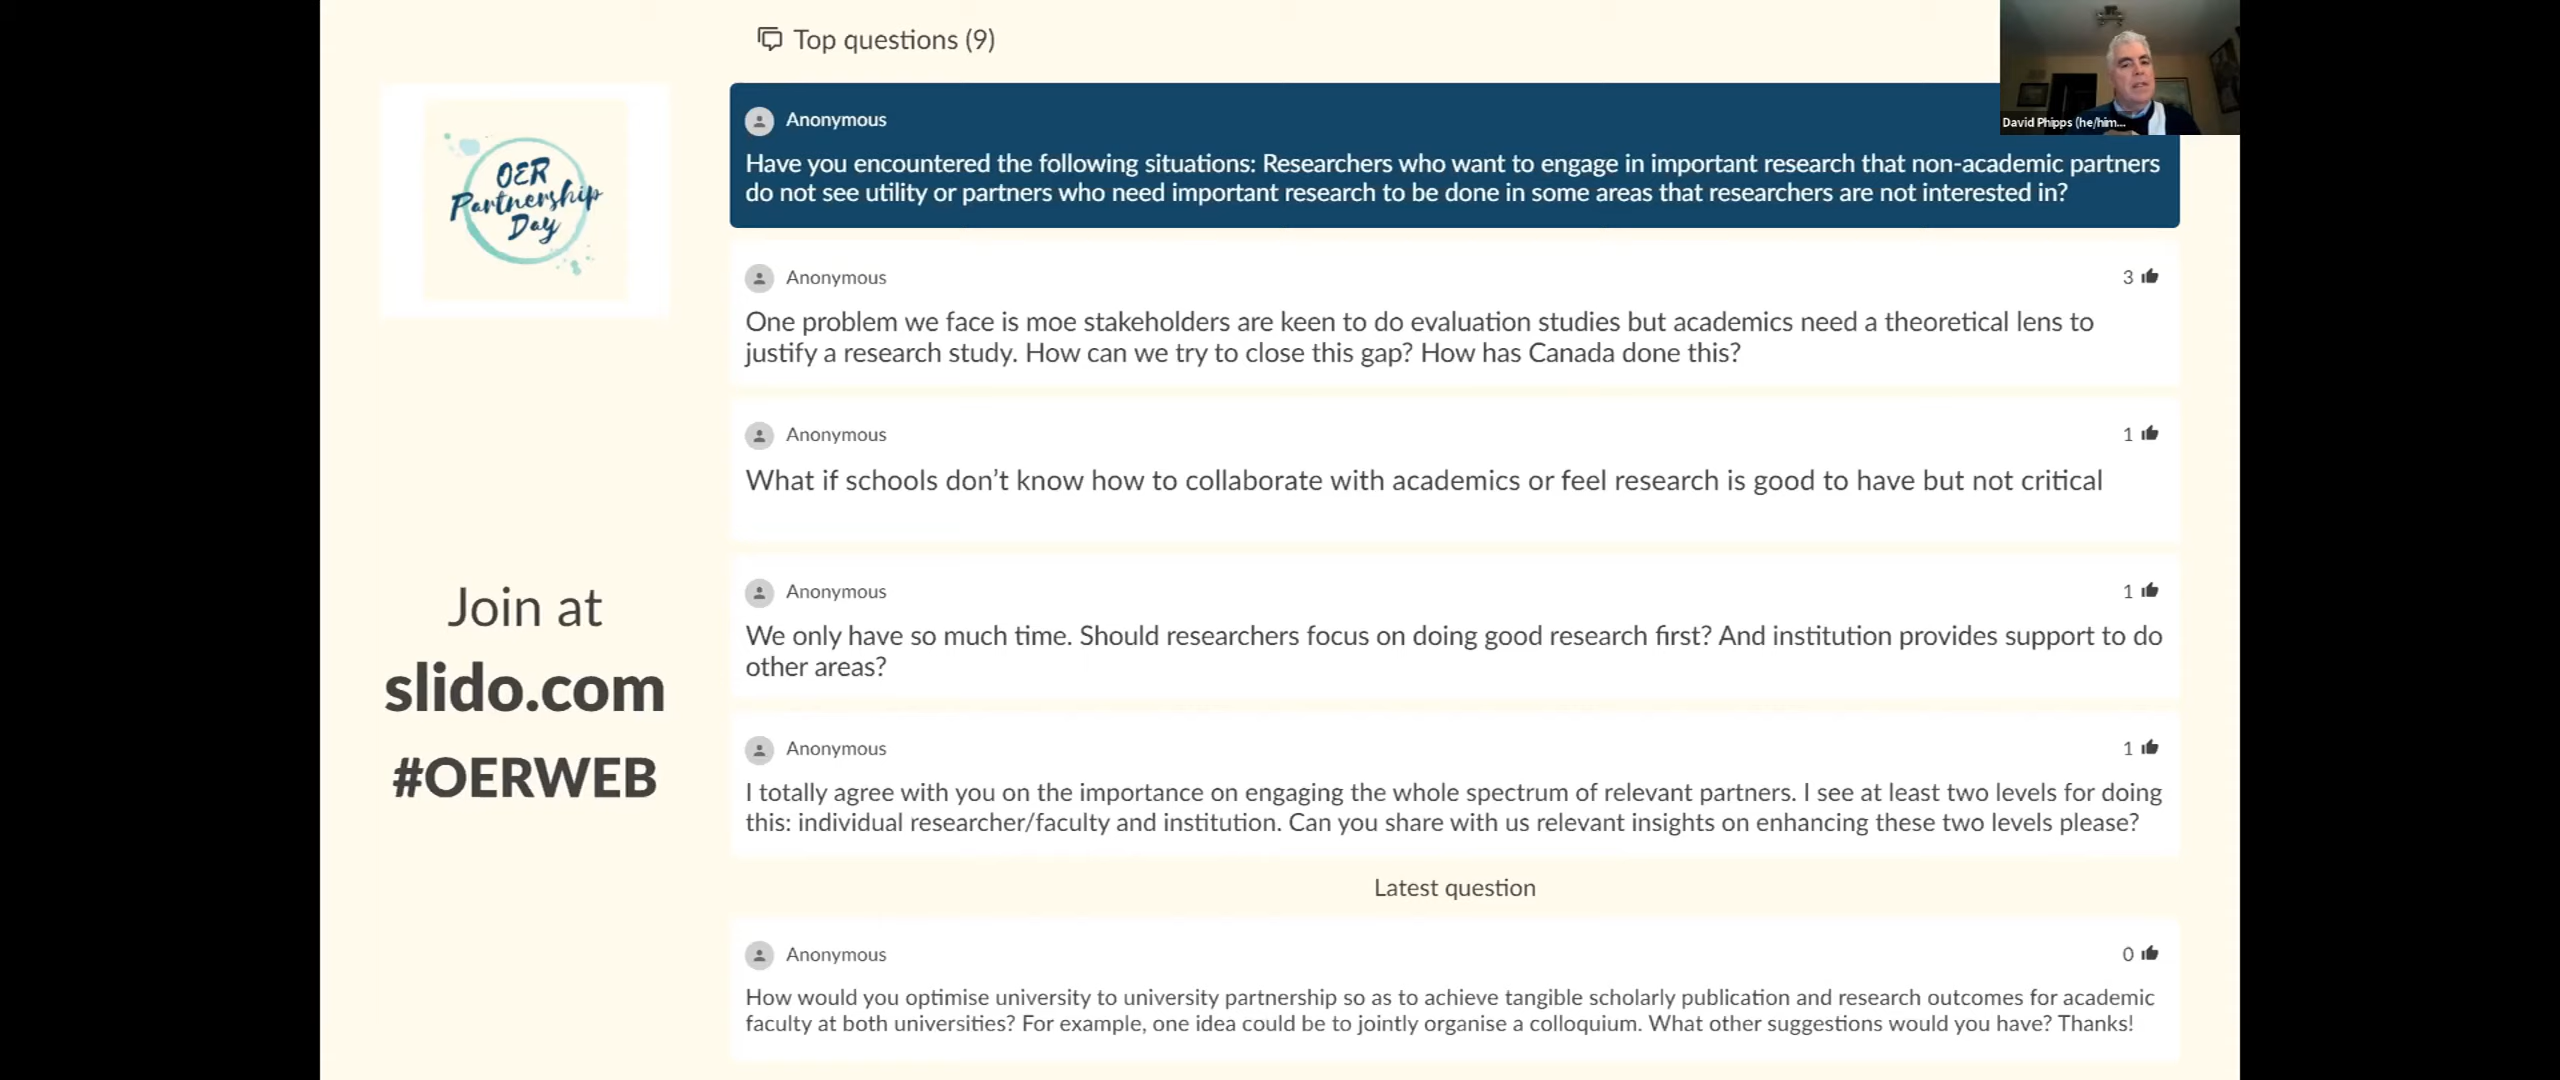 Top questions (9)
David Phipps (he/him...
OER
Partnership
Day
Anonymous
Have you encountered the following situations: Researchers who want to engage in important research that non-academic partners
do not see utility or partners who need important research to be done in some areas that researchers are not interested in?
Anonymous
3
One problem we face is moe stakeholders are keen to do evaluation studies but academics need a theoretical lens to
justify a research study. How can we try to close this gap? How has Canada done this?
Anonymous
1
What if schools don’t know how to collaborate with academics or feel research is good to have but not critical
Anonymous
1
We only have so much time. Should researchers focus on doing good research first? And institution provides support to do
other areas?
Anonymous
1
I totally agree with you on the importance on engaging the whole spectrum of relevant partners. I see at least two levels for doing
this: individual researcher/faculty and institution. Can you share with us relevant insights on enhancing these two levels please?
Join at
slido.com
#OERWEB
Latest question
Anonymous
0
How would you optimise university to university partnership so as to achieve tangible scholarly publication and research outcomes for academic
faculty at both universities? For example, one idea could be to jointly organise a colloquium. What other suggestions would you have? Thanks!